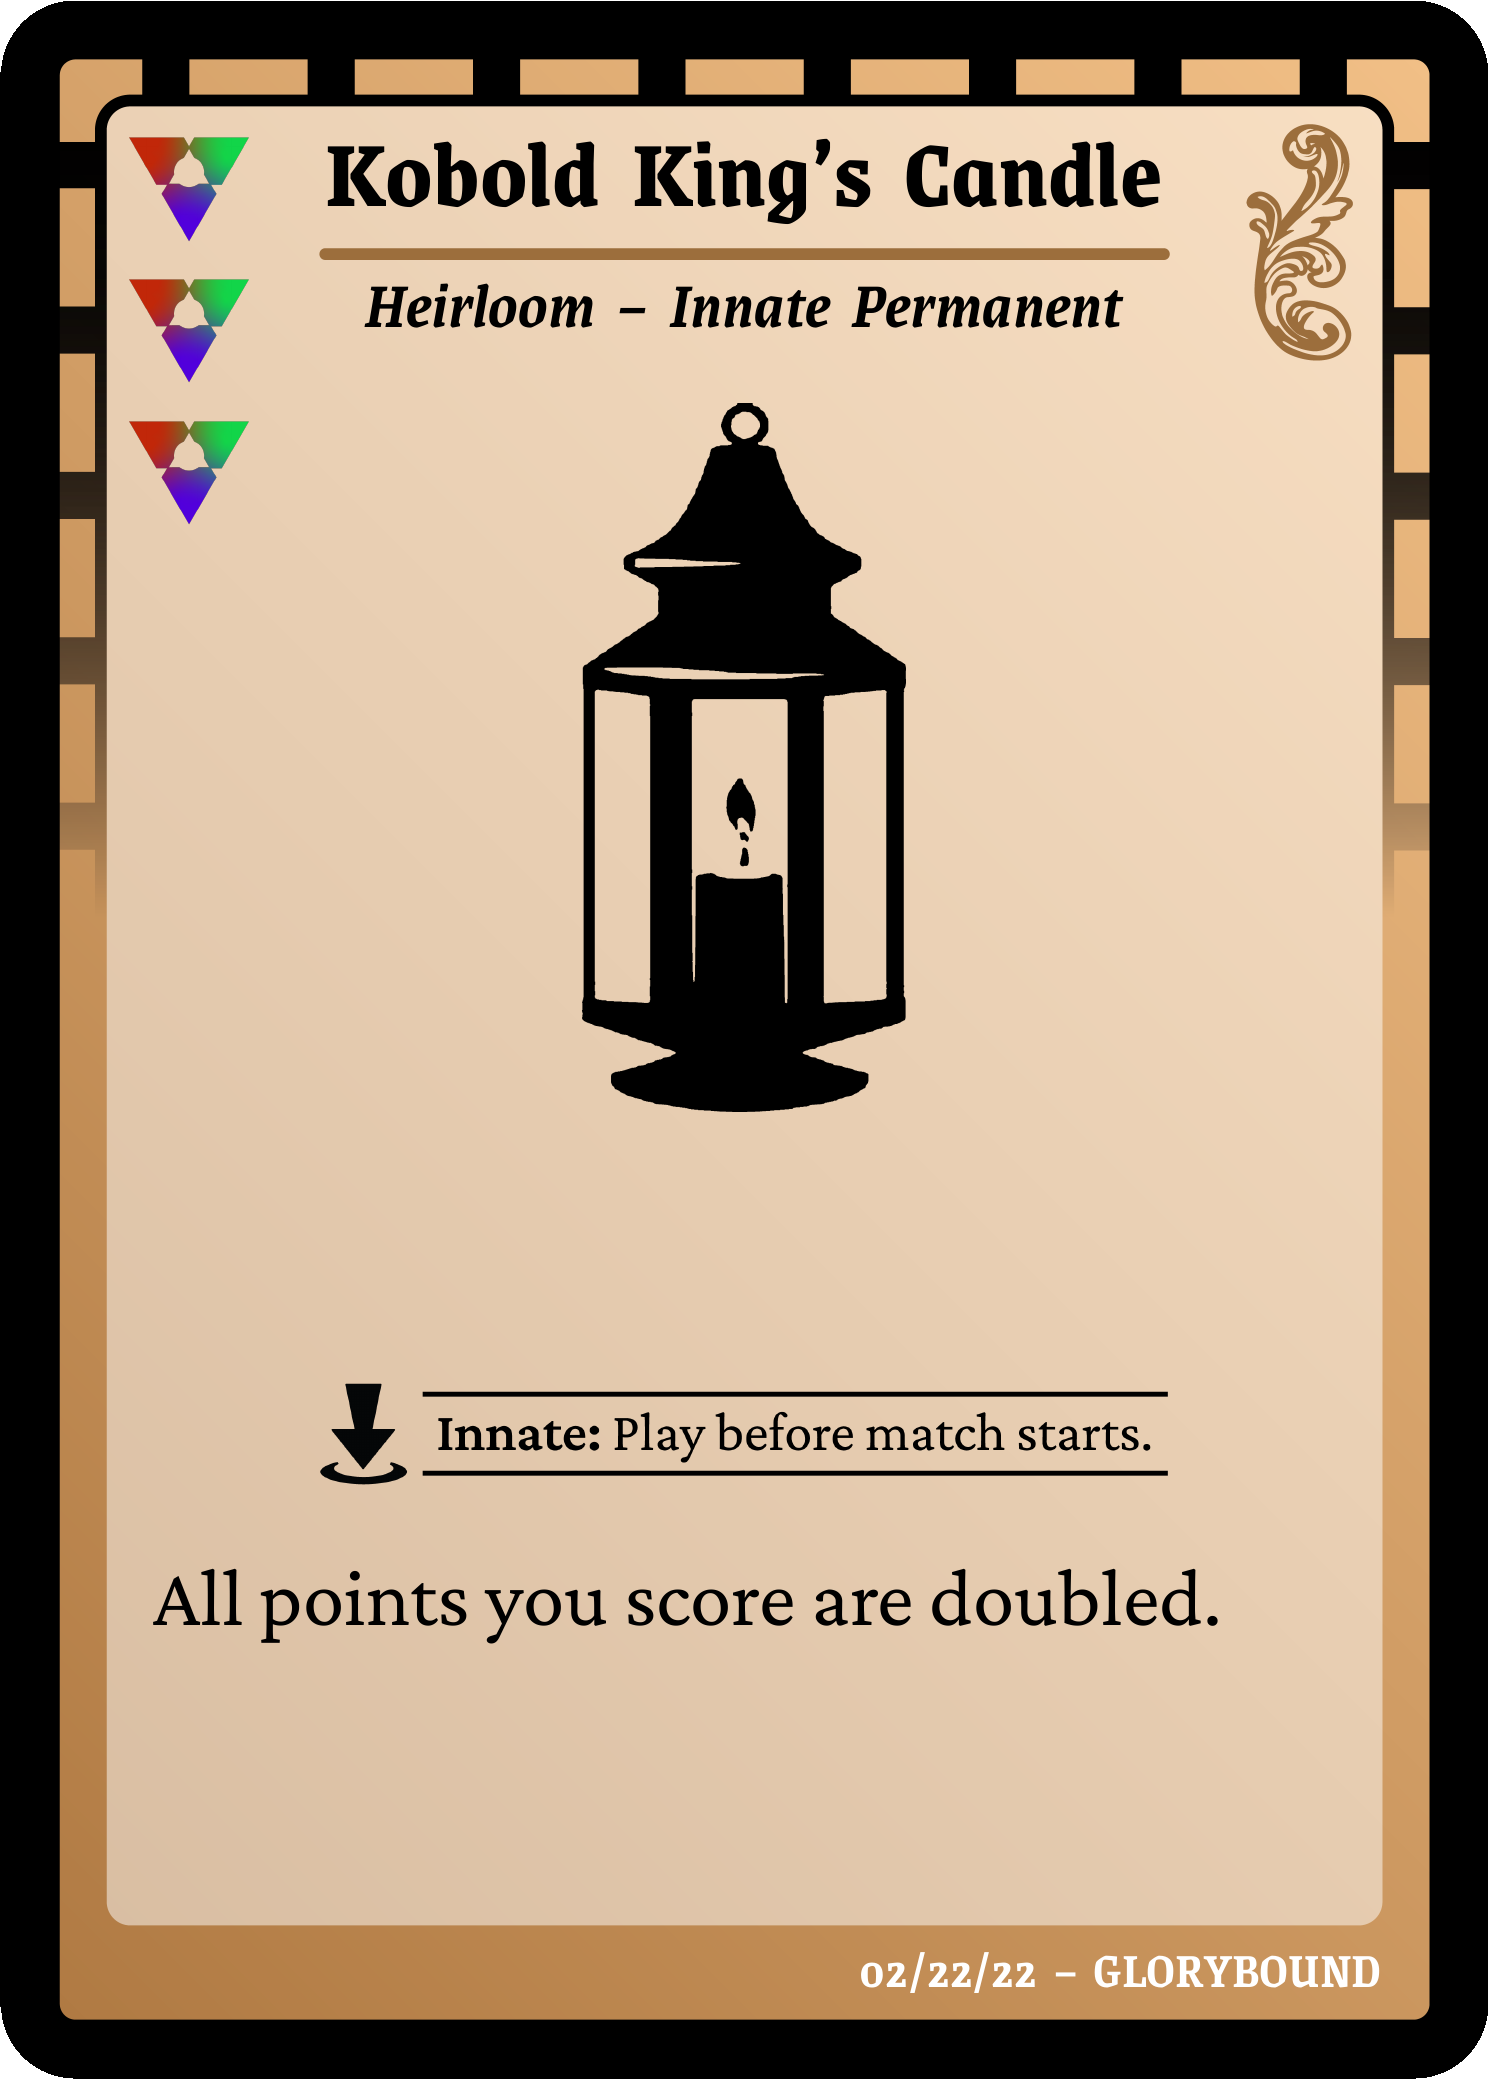 Kobold King’s Candle
Heirloom – Innate Permanent
Innate: Play before match starts.
All points you score are doubled.
02/22/22 – GLORYBOUND